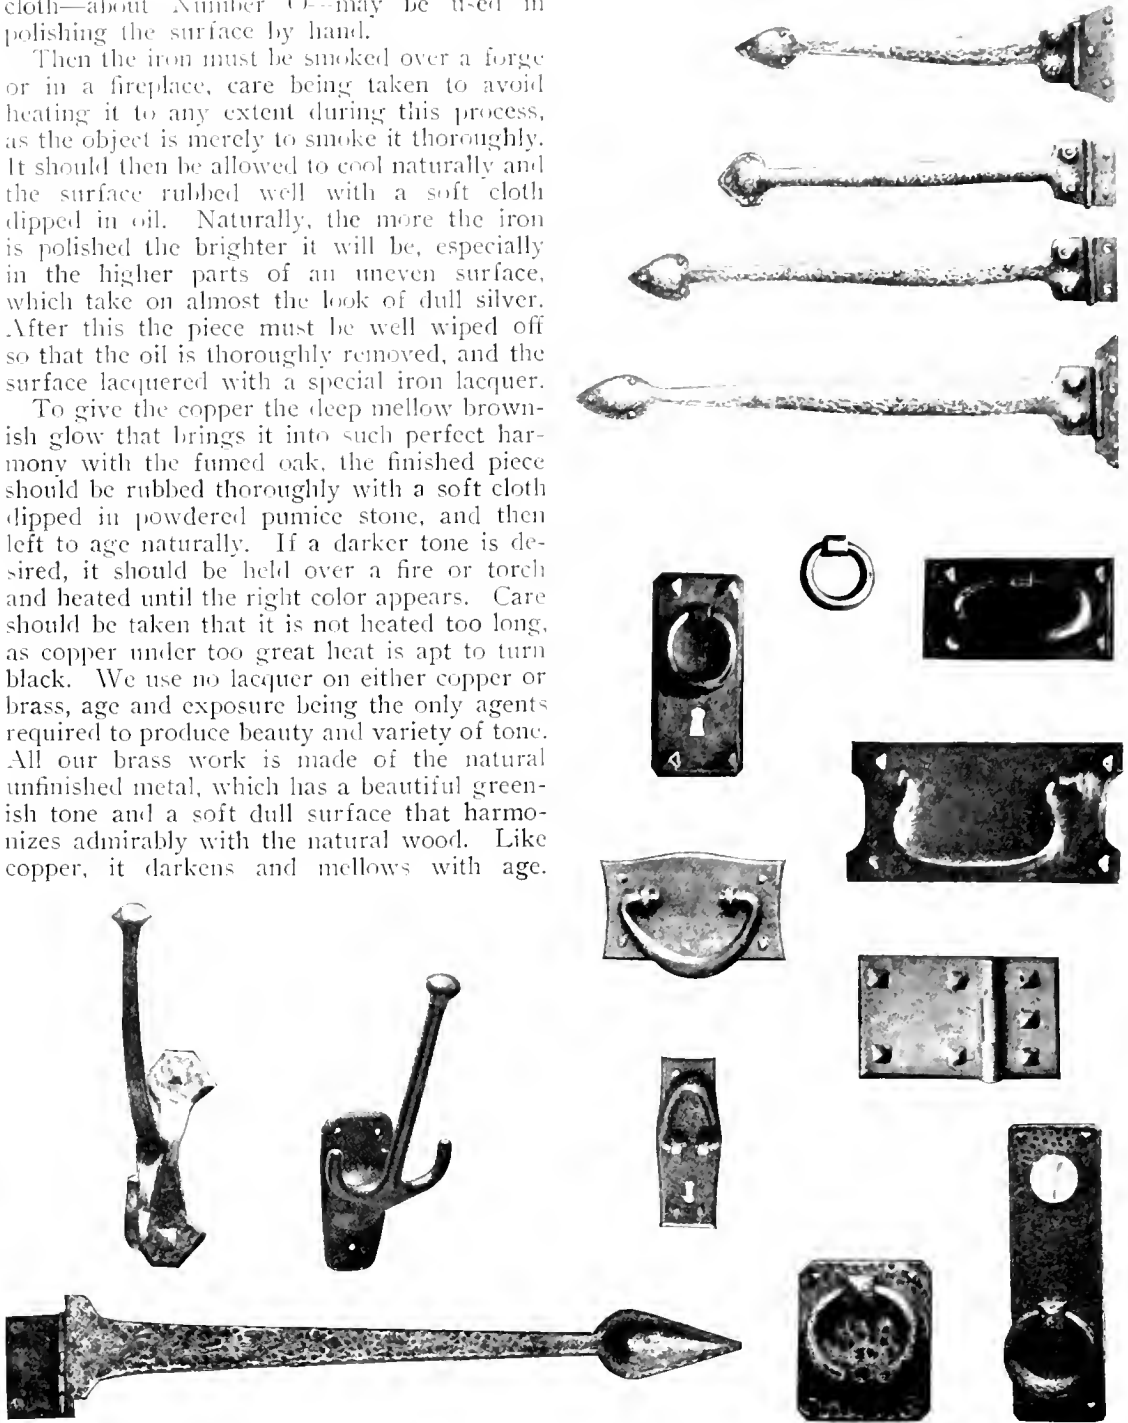 cloth—about Number O—may be used in
polishing the surface by hand.
Then the iron must be smoked over a forge
or in a fireplace, care being taken to avoid
heating it to any extent during this process,
as the object is merely to smoke it thoroughly.
It should then be allowed to cool naturally and
the surface rubbed well with a soft cloth
dipped in oil. Naturally, the more the iron
is polished the brighter it will be, especially
in the higher parts of an uneven surface,
which take on almost the look of dull silver.
After this the piece must be well wiped off
so that the oil is thoroughly removed, and the
surface lacquered with a special iron lacquer.
To give the copper the deep mellow brown-
ish glow that brings it into such perfect har-
mony with the fumed oak, the finished piece
should be rubbed thoroughly with a soft cloth
dipped in powdered pumice stone, and then
left to age naturally. If a darker tone is de-
sired, it should be held over a fire or torch
and heated until the right color appears. Care
should be taken that it is not heated too long,
as copper under too great heat is apt to turn
black. We use no lacquer on either copper or
brass, age and exposure being the only agents
required to produce beauty and variety of tone.
All our brass work is made of the natural
unfinished metal, which has a beautiful green-
ish tone and a soft dull surface that harmo-
nizes admirably with the natural wood. Like
copper, it darkens and mellows with age.